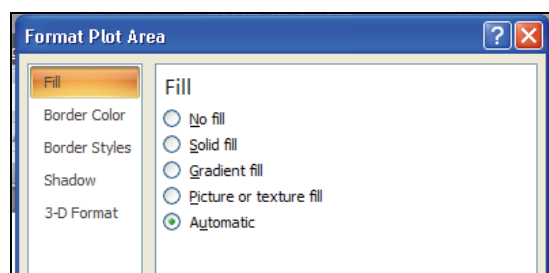 Format Plot Area
Fill
Border Color
Border Styles
Shadow
3-D Format
Fill
No fill
Solid fill
Gradient fill
Picture or texture fill
Automatic